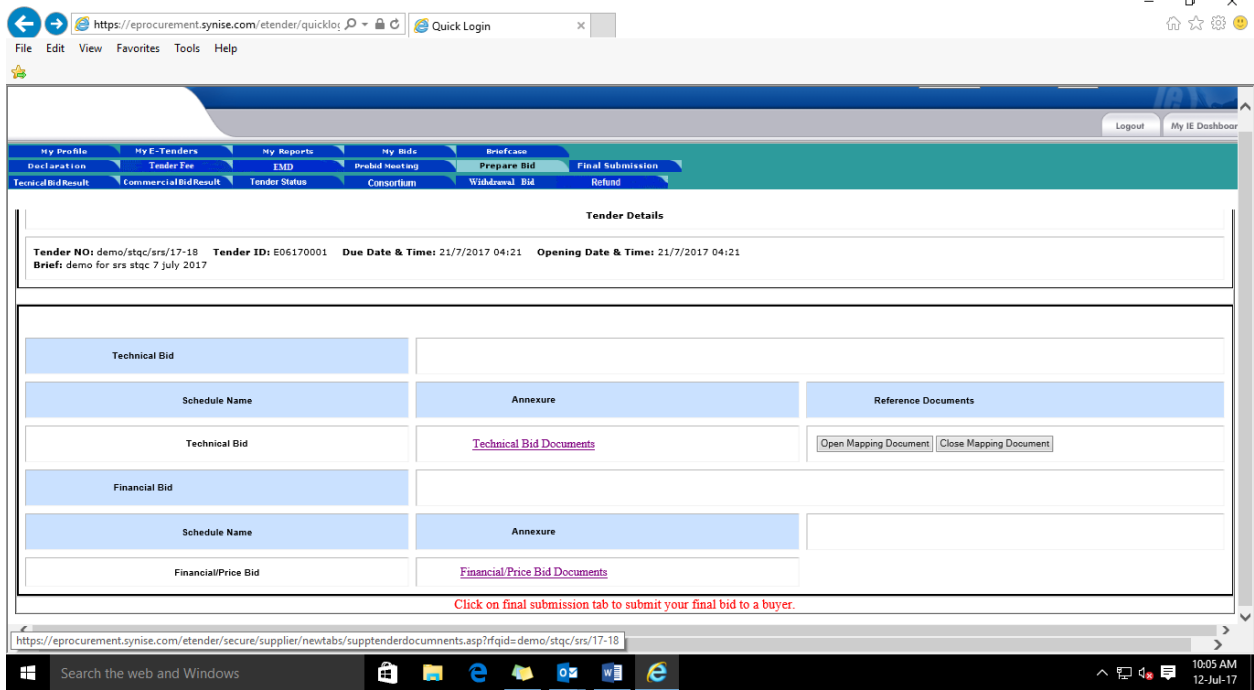 https://eprocurement.synise.com/etender/quicklog
Quick Login
File Edit View Favorites Tools Help
Logout My IE Dashboar
My Profile My E-Tenders My Reports My Bids Briefcase
Declaration Tender Fee EMD Prebid Meeting Prepare Bid Final Submission
Tecnical Bid Result Commercial Bid Result Tender Status Consortium Withdrawal Bid Refund
Tender Details
Tender NO: demo/stqc/srs/17-18 Tender ID: E06170001 Due Date & Time: 21/7/2017 04:21 Opening Date & Time: 21/7/2017 04:21
Brief: demo for srs stqc 7 july 2017
Technical Bid
Schedule Name Annexure Reference Documents
Technical Bid Technical Bid Documents Open Mapping Document Close Mapping Document
Financial Bid
Schedule Name Annexure
Financial/Price Bid Financial/Price Bid Documents
Click on final submission tab to submit your final bid to a buyer.
https://eprocurement.synise.com/etender/secure/supplier/newtabs/supptenderdocumnents.asp?rfqid=demo/stqc/srs/17-18
Search the web and Windows
10:05 AM
12-Jul-17